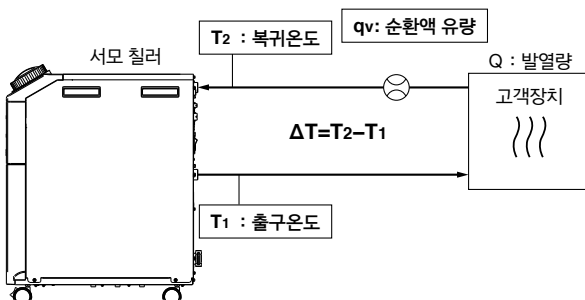 T2 : 복귀온도
qv: 순환액 유량
서모 칠러
Q : 발열량
고객장치
ΔT=T2–T1
T1 : 출구온도